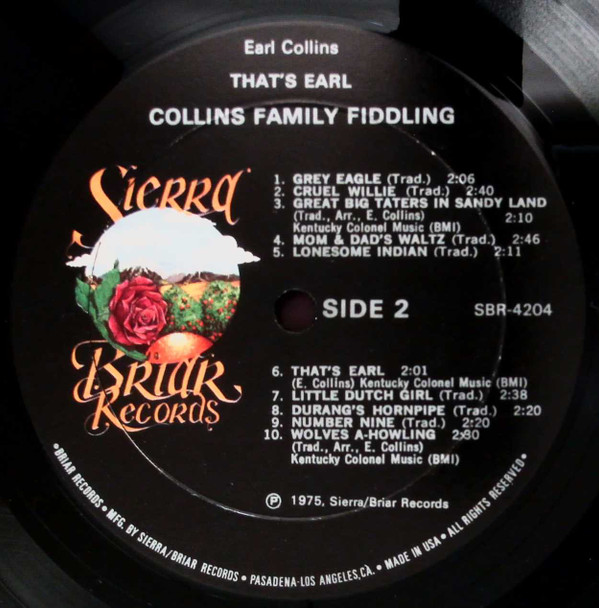 Earl Collins
THAT'S EARL
COLLINS FAMILY FIDDLING
Sierra
Briar
Records
1. GREY EAGLE (Trad.) 2:06
2. CRUEL WILLIE (Trad.) 2:40
3. GREAT BIG TATERS IN SANDY LAND
(Trad., Arr., E. Collins) 2:10
Kentucky Colonel Music (BMI)
4. MOM & DAD'S WALTZ (Trad.) 2:46
5. LONESOME INDIAN (Trad.) 2:11
SIDE 2 SBR-4204
6. THAT'S EARL 2:01
(E. Collins) Kentucky Colonel Music (BMI)
7. LITTLE DUTCH GIRL (Trad.) 2:38
8. DURANG'S HORNPIPE (Trad.) 2:20
9. NUMBER NINE (Trad.) 2:20
10. WOLVES A-HOWLING 2:30
(Trad., Arr., E. Collins)
Kentucky Colonel Music (BMI)
℗ 1975, Sierra/Briar Records
•BRIAR RECORDS • MFG. BY SIERRA/BRIAR RECORDS • PASADENA-LOS ANGELES,CA. • MADE IN USA • ALL RIGHTS RESERVED•